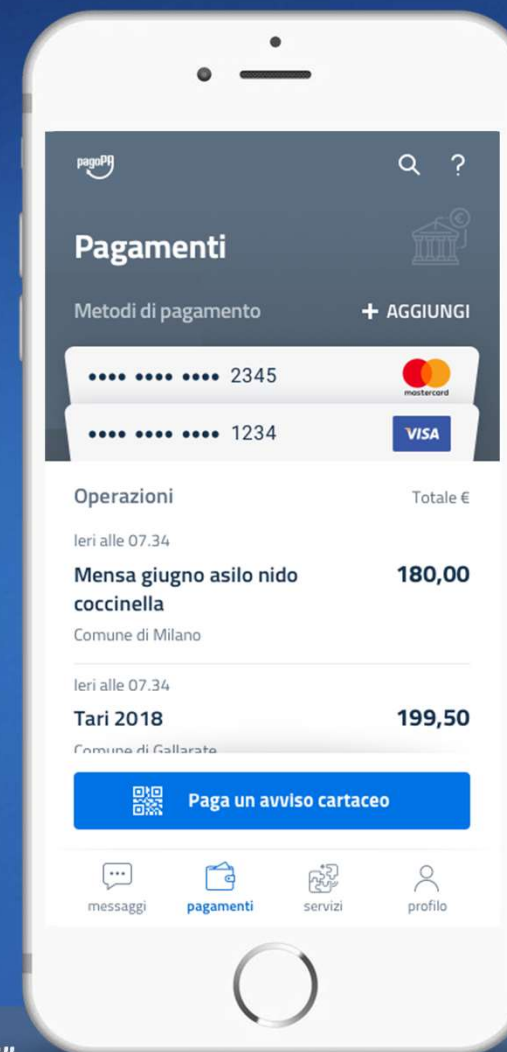 pagoPA
?
Pagamenti
€
Metodi di pagamento + AGGIUNGI
•••• •••• •••• 2345 mastercard
•••• •••• •••• 1234 VISA
Operazioni Totale €
Ieri alle 07.34
Mensa giugno asilo nido 180,00
coccinella
Comune di Milano
Ieri alle 07.34
Tari 2018 199,50
Comune di Gallarate
Paga un avviso cartaceo
messaggi pagamenti servizi profilo